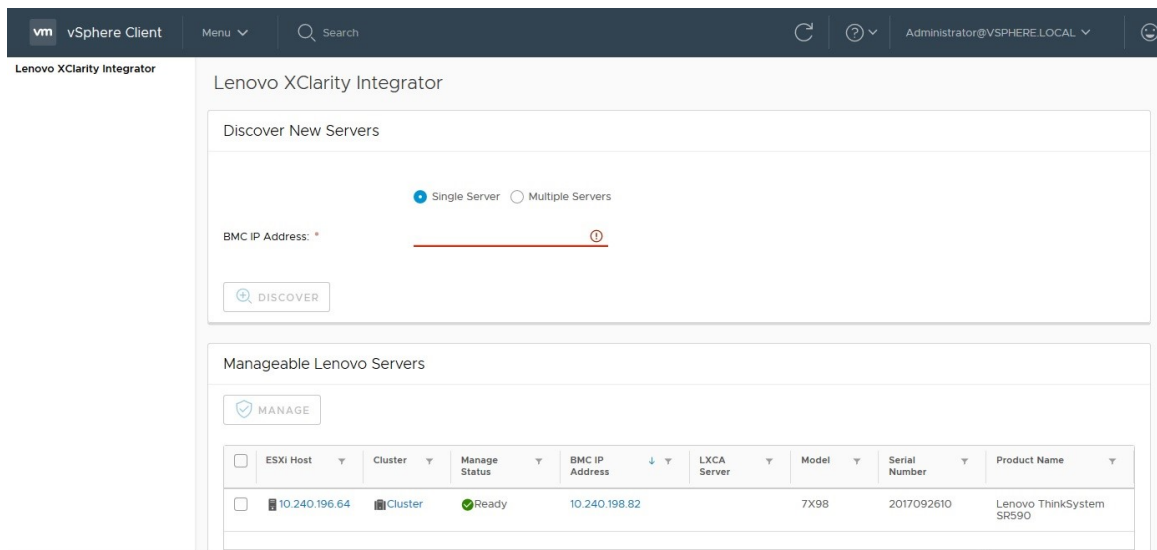 vm vSphere Client Menu Search Administrator@VSPHERE.LOCAL
Lenovo XClarity Integrator
Lenovo XClarity Integrator
Discover New Servers
Single Server Multiple Servers
BMC IP Address: *
DISCOVER
Manageable Lenovo Servers
MANAGE
ESXi Host Cluster Manage Status BMC IP Address LXCA Server Model Serial Number Product Name
10.240.196.64 Cluster Ready 10.240.198.82 7X98 2017092610 Lenovo ThinkSystem SR590